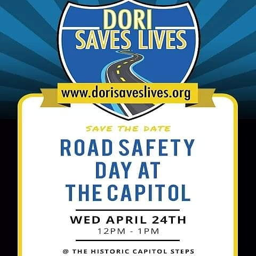 DORI
SAVES LIVES
www.dorisaveslives.org
SAVE THE DATE
ROAD SAFETY
DAY AT
THE CAPITOL
WED APRIL 24TH
12PM - 1PM
@ THE HISTORIC CAPITOL STEPS